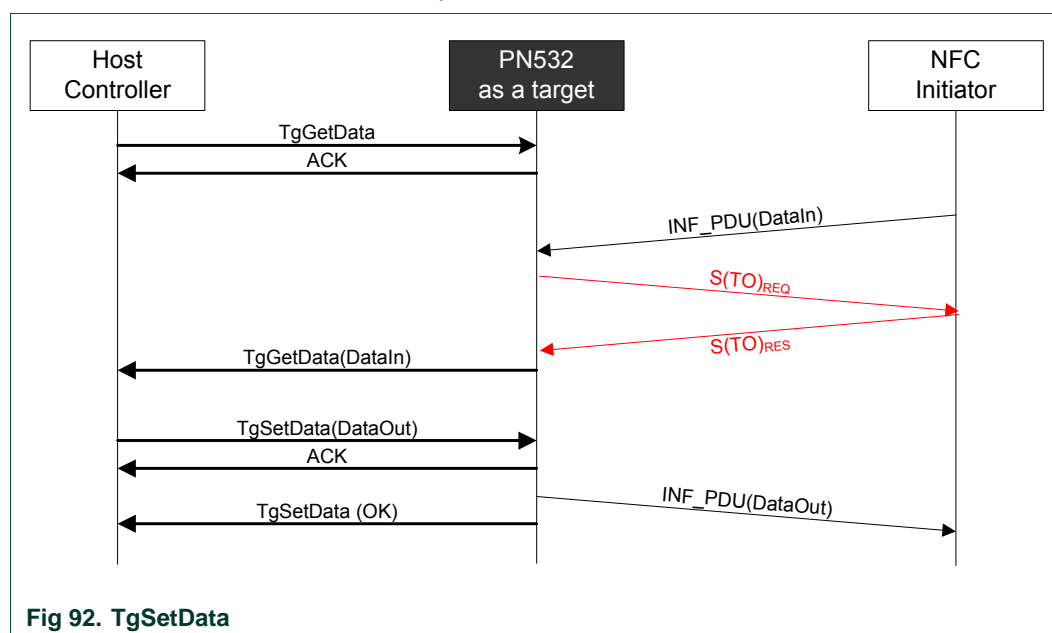 Host
Controller
PN532
as a target
NFC
Initiator
TgGetData
ACK
INF_PDU(DataIn)
S(TO)REQ
S(TO)RES
TgGetData(DataIn)
TgSetData(DataOut)
ACK
INF_PDU(DataOut)
TgSetData (OK)
Fig 92. TgSetData